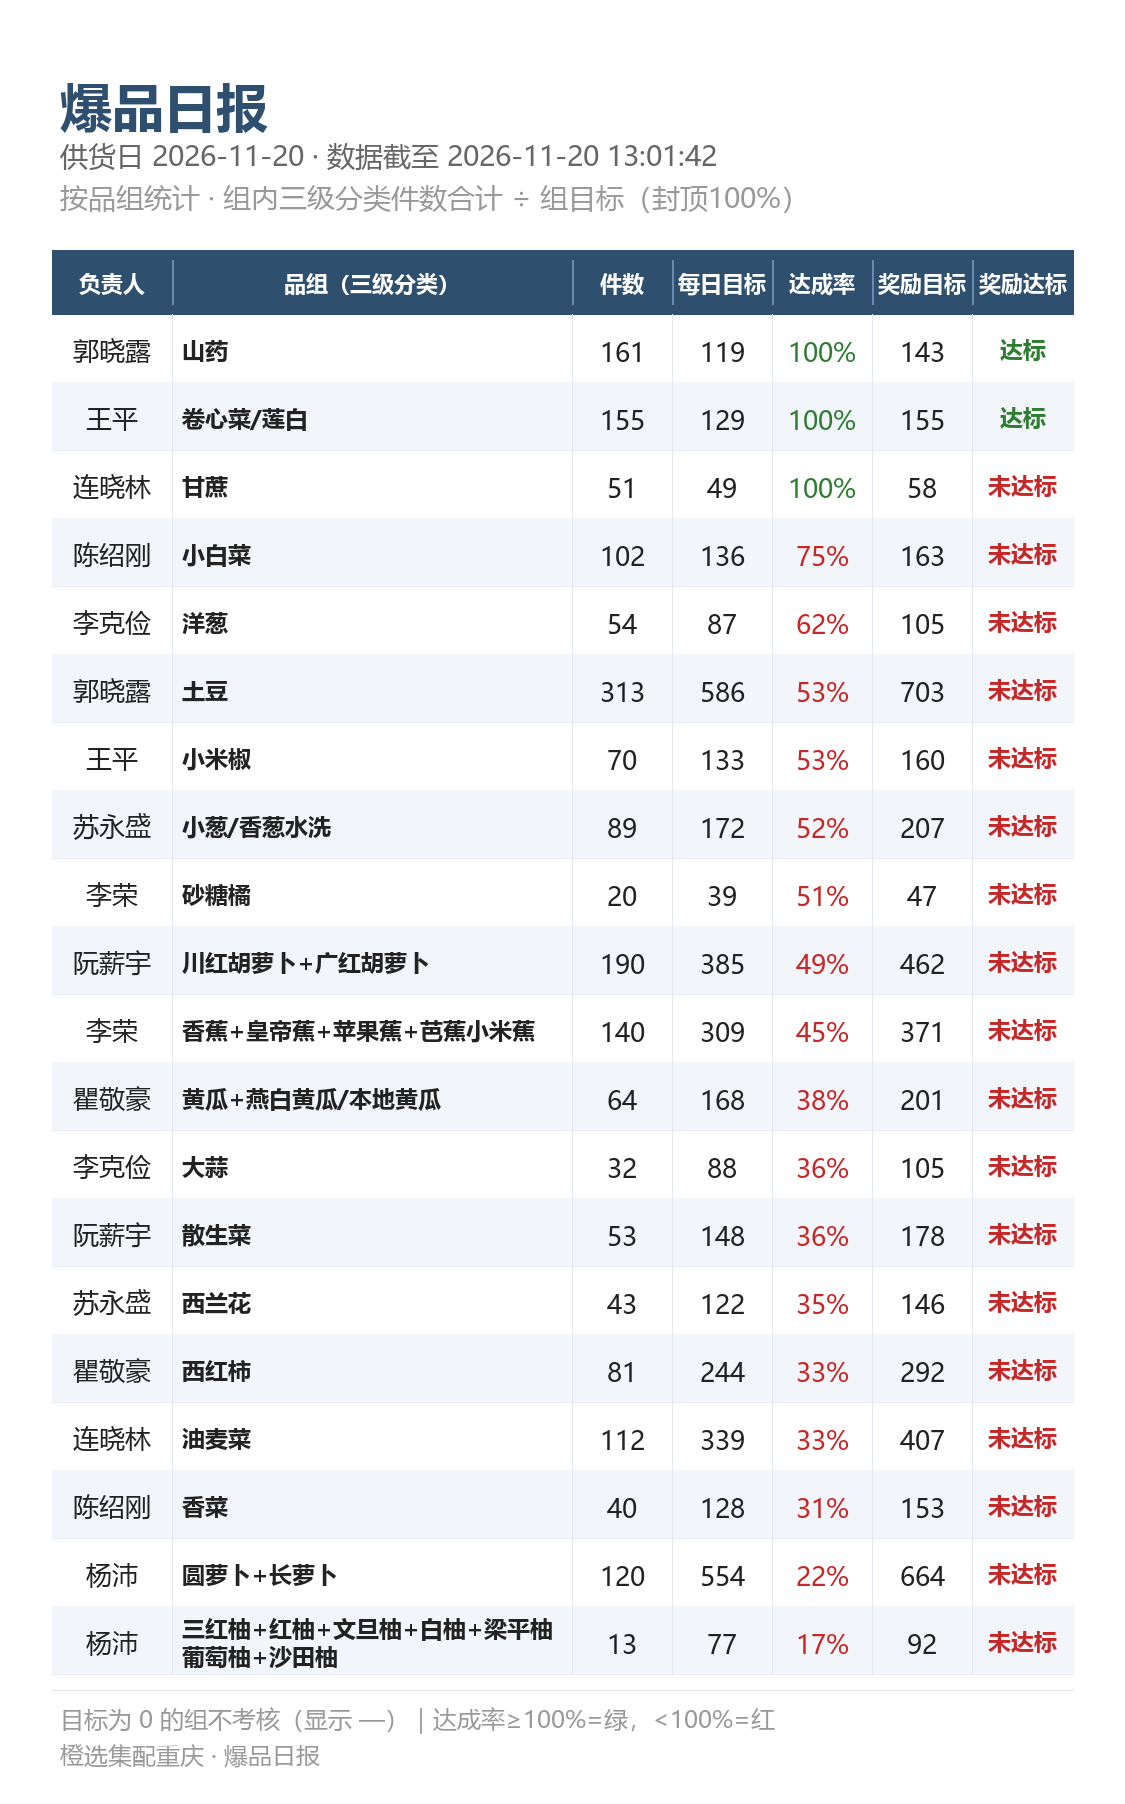 爆品日报
供货日 2026-11-20 · 数据截至 2026-11-20 13:01:42
按品组统计 · 组内三级分类件数合计 ÷ 组目标（封顶100%）
负责人 品组（三级分类） 件数 每日目标 达成率 奖励目标 奖励达标
郭晓露 山药 161 119 100% 143 达标
王平 卷心菜/莲白 155 129 100% 155 达标
连晓林 甘蔗 51 49 100% 58 未达标
陈绍刚 小白菜 102 136 75% 163 未达标
李克俭 洋葱 54 87 62% 105 未达标
郭晓露 土豆 313 586 53% 703 未达标
王平 小米椒 70 133 53% 160 未达标
苏永盛 小葱/香葱水洗 89 172 52% 207 未达标
李荣 砂糖橘 20 39 51% 47 未达标
阮薪宇 川红胡萝卜+广红胡萝卜 190 385 49% 462 未达标
李荣 香蕉+皇帝蕉+苹果蕉+芭蕉小米蕉 140 309 45% 371 未达标
瞿敬豪 黄瓜+燕白黄瓜/本地黄瓜 64 168 38% 201 未达标
李克俭 大蒜 32 88 36% 105 未达标
阮薪宇 散生菜 53 148 36% 178 未达标
苏永盛 西兰花 43 122 35% 146 未达标
瞿敬豪 西红柿 81 244 33% 292 未达标
连晓林 油麦菜 112 339 33% 407 未达标
陈绍刚 香菜 40 128 31% 153 未达标
杨沛 圆萝卜+长萝卜 120 554 22% 664 未达标
杨沛 三红柚+红柚+文旦柚+白柚+梁平柚 13 77 17% 92 未达标
葡萄柚+沙田柚
目标为 0 的组不考核（显示 —）｜达成率≥100%=绿，<100%=红
橙选集配重庆 · 爆品日报